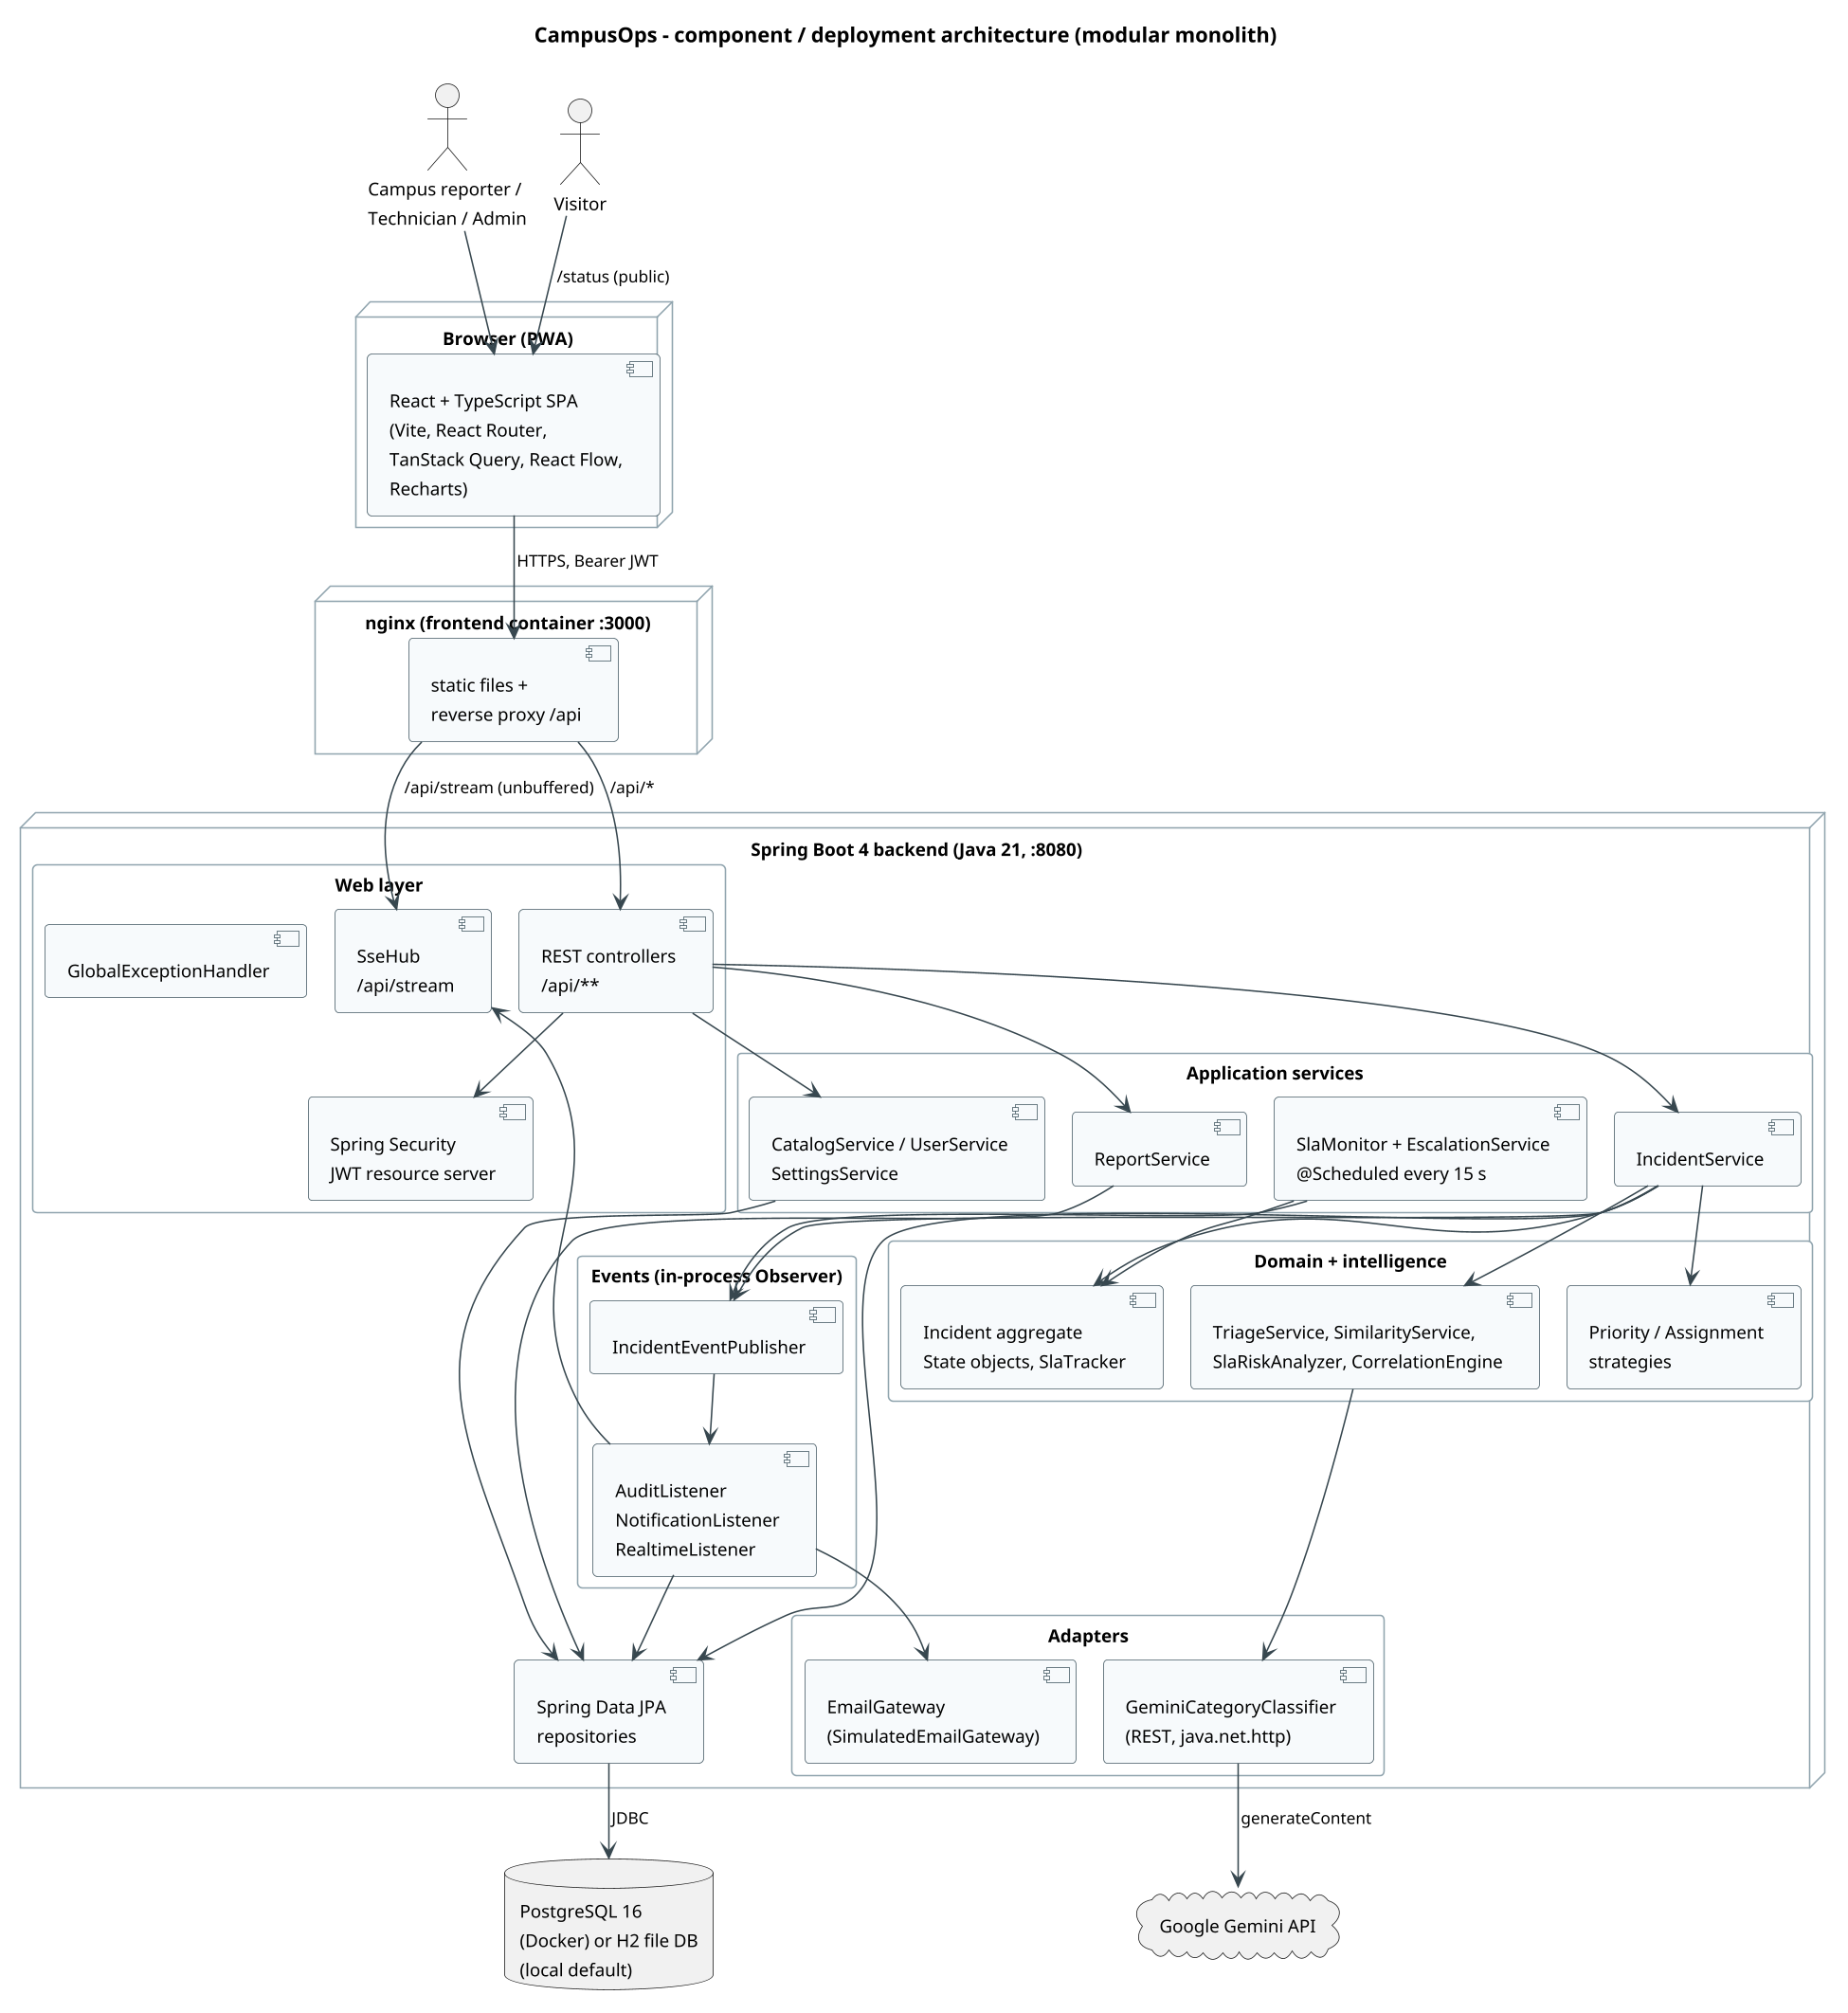 CampusOps - component / deployment architecture (modular monolith)
Campus reporter /
Technician / Admin
Visitor
/status (public)
Browser (PWA)
React + TypeScript SPA
(Vite, React Router,
TanStack Query, React Flow,
Recharts)
HTTPS, Bearer JWT
nginx (frontend container :3000)
static files +
reverse proxy /api
/api/stream (unbuffered)
/api/*
Spring Boot 4 backend (Java 21, :8080)
Web layer
GlobalExceptionHandler
SseHub
/api/stream
REST controllers
/api/**
Spring Security
JWT resource server
Application services
CatalogService / UserService
SettingsService
ReportService
SlaMonitor + EscalationService
@Scheduled every 15 s
IncidentService
Events (in-process Observer)
IncidentEventPublisher
AuditListener
NotificationListener
RealtimeListener
Domain + intelligence
Incident aggregate
State objects, SlaTracker
TriageService, SimilarityService,
SlaRiskAnalyzer, CorrelationEngine
Priority / Assignment
strategies
Spring Data JPA
repositories
Adapters
EmailGateway
(SimulatedEmailGateway)
GeminiCategoryClassifier
(REST, java.net.http)
JDBC
generateContent
PostgreSQL 16
(Docker) or H2 file DB
(local default)
Google Gemini API